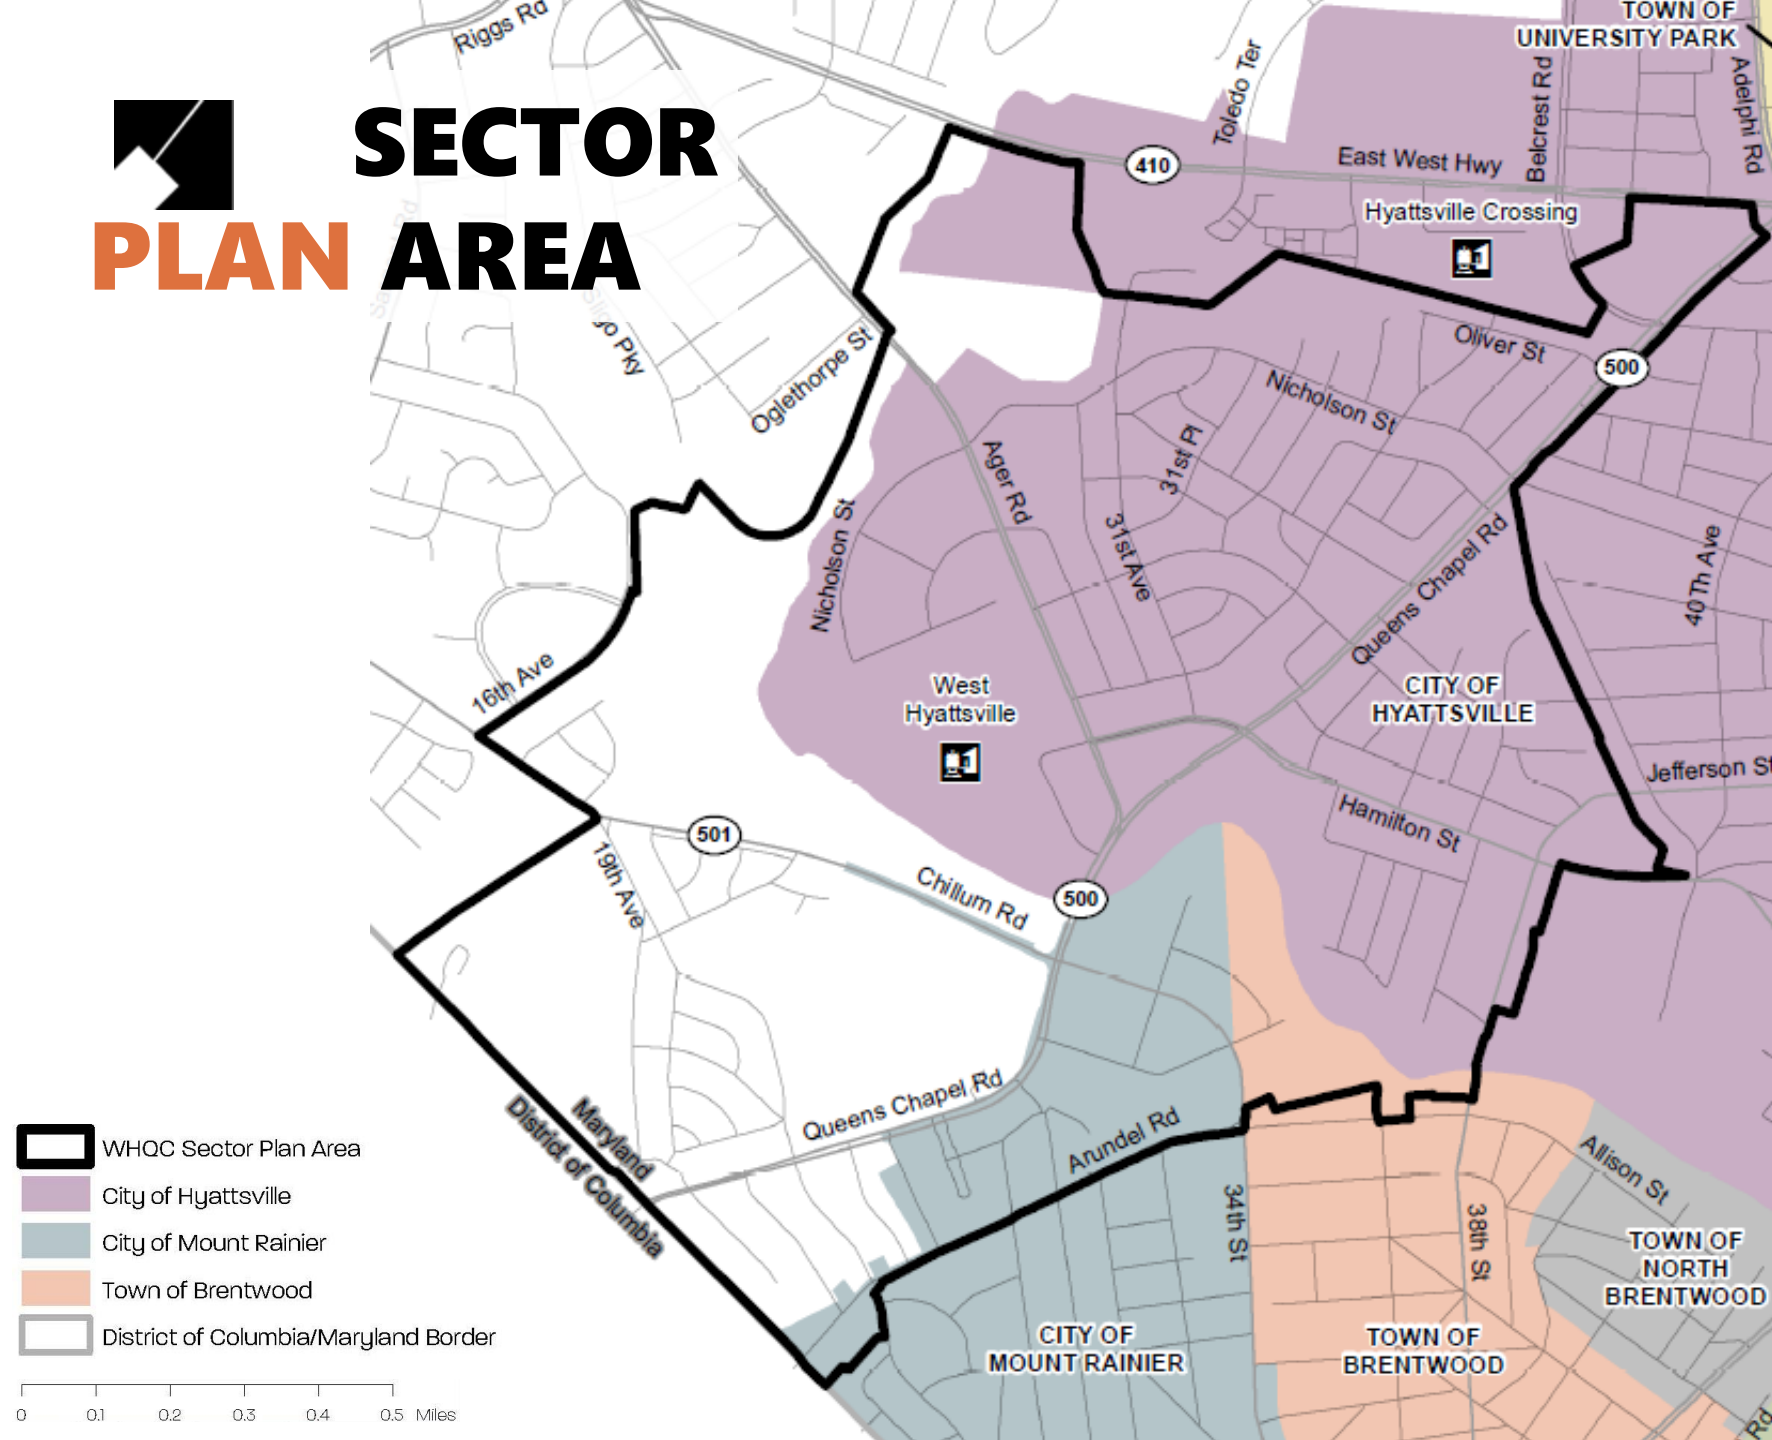 SECTOR
PLAN AREA
Riggs Rd
Sligo Pky
Oglethorpe St
Toledo Ter
TOWN OF
UNIVERSITY PARK
Belcrest Rd
Adelphi Rd
410
East West Hwy
Hyattsville Crossing
Oliver St
500
Nicholson St
31st Pl
Ager Rd
31st Ave
Nicholson St
Queens Chapel Rd
40Th Ave
16th Ave
West
Hyattsville
CITY OF
HYATTSVILLE
Jefferson St
Hamilton St
501
19th Ave
Chillum Rd
500
Queens Chapel Rd
Arundel Rd
Maryland
District of Columbia
34th St
38th St
Allison St
TOWN OF
NORTH
BRENTWOOD
CITY OF
MOUNT RAINIER
TOWN OF
BRENTWOOD
Rd
WHQC Sector Plan Area
City of Hyattsville
City of Mount Rainier
Town of Brentwood
District of Columbia/Maryland Border
0 0.1 0.2 0.3 0.4 0.5 Miles